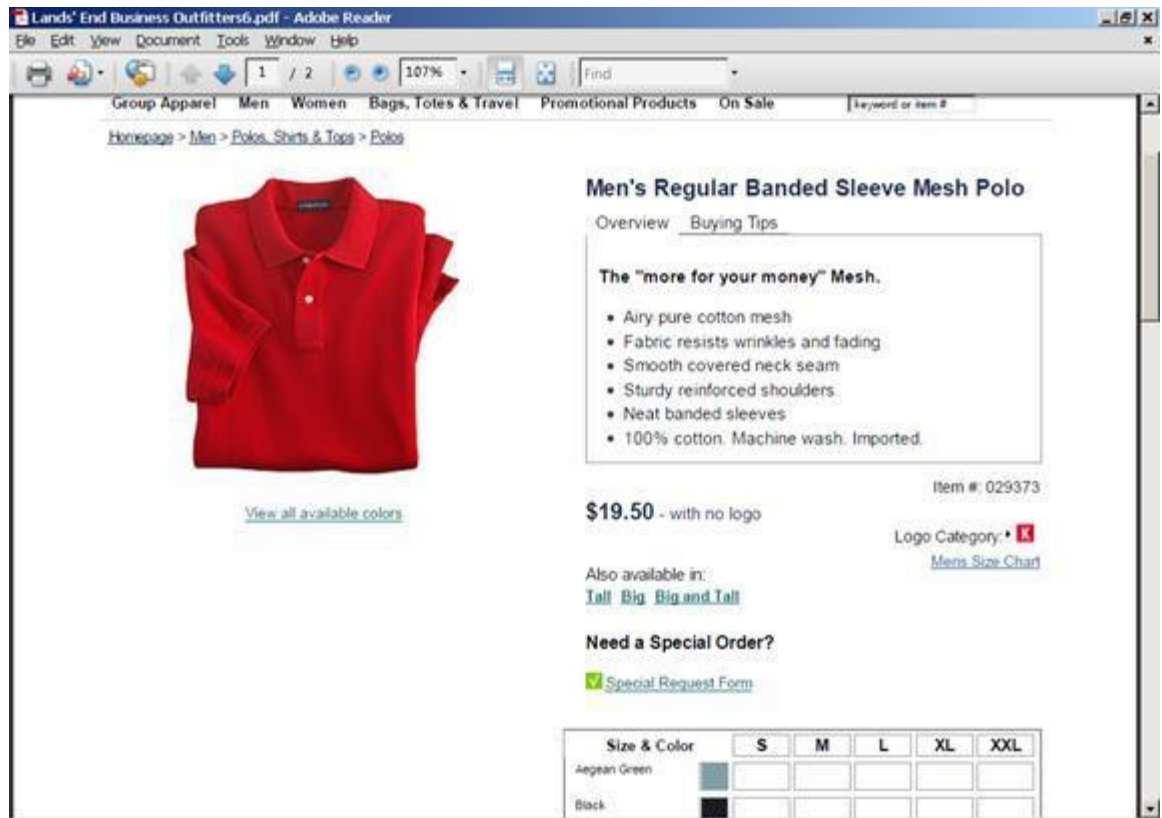 Lands' End Business Outfitters6.pdf - Adobe Reader
File Edit View Document Tools Window Help
1 / 2 107% Find
Group Apparel Men Women Bags, Totes & Travel Promotional Products On Sale keyword or item #
Homepage > Men > Polos, Shirts & Tops > Polos
Men's Regular Banded Sleeve Mesh Polo
Overview Buying Tips
The "more for your money" Mesh.
• Airy pure cotton mesh
• Fabric resists wrinkles and fading
• Smooth covered neck seam
• Sturdy reinforced shoulders
• Neat banded sleeves
• 100% cotton. Machine wash. Imported.
Item #: 029373
View all available colors
$19.50 - with no logo
Logo Category: K
Mens Size Chart
Also available in:
Tall Big Big and Tall
Need a Special Order?
Special Request Form
Size & Color S M L XL XXL
Aegean Green
Black